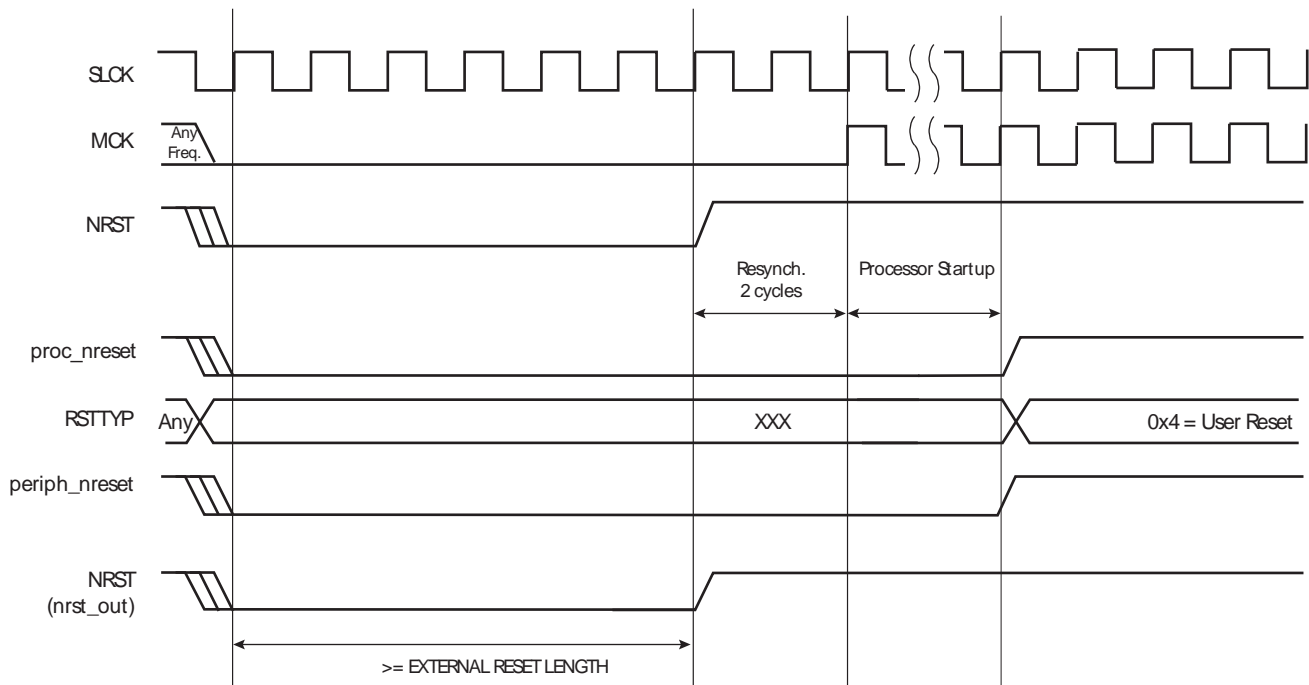 SLCK
MCK
Any
Freq.
NRST
Resynch.
2 cycles
Processor Startup
proc_nreset
RSTTYP
Any
XXX
0x4 = User Reset
periph_nreset
NRST
(nrst_out)
>= EXTERNAL RESET LENGTH